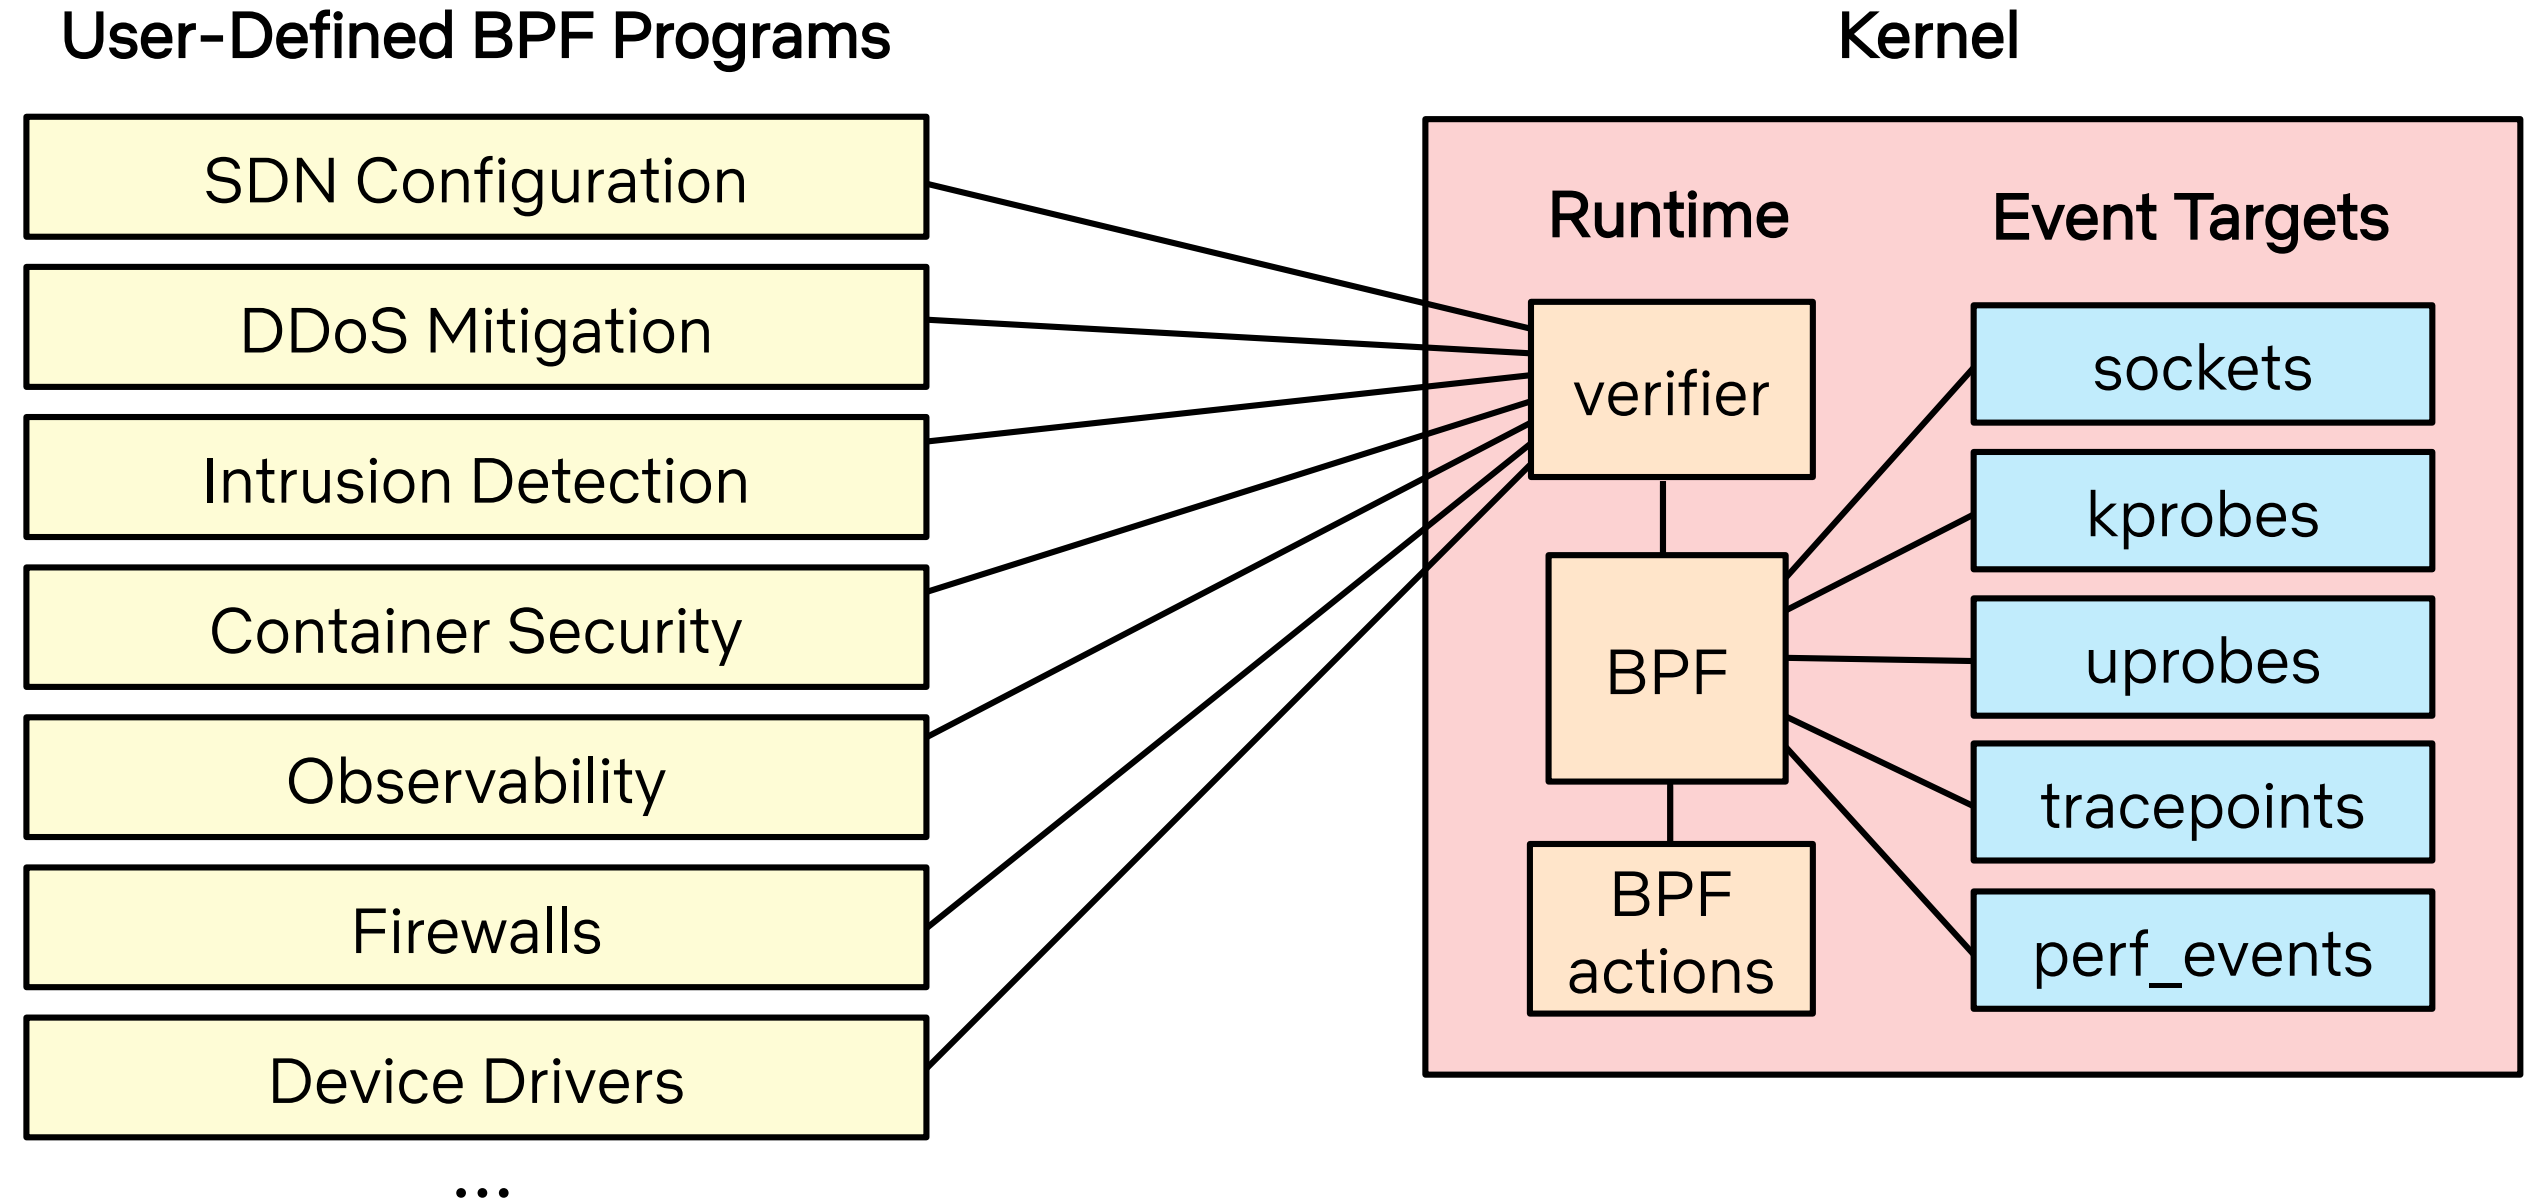 User-Defined BPF Programs
SDN Configuration
DDoS Mitigation
Intrusion Detection
Container Security
Observability
Firewalls
Device Drivers
...
Kernel
Runtime
verifier
BPF
BPF
actions
Event Targets
sockets
kprobes
uprobes
tracepoints
perf_events